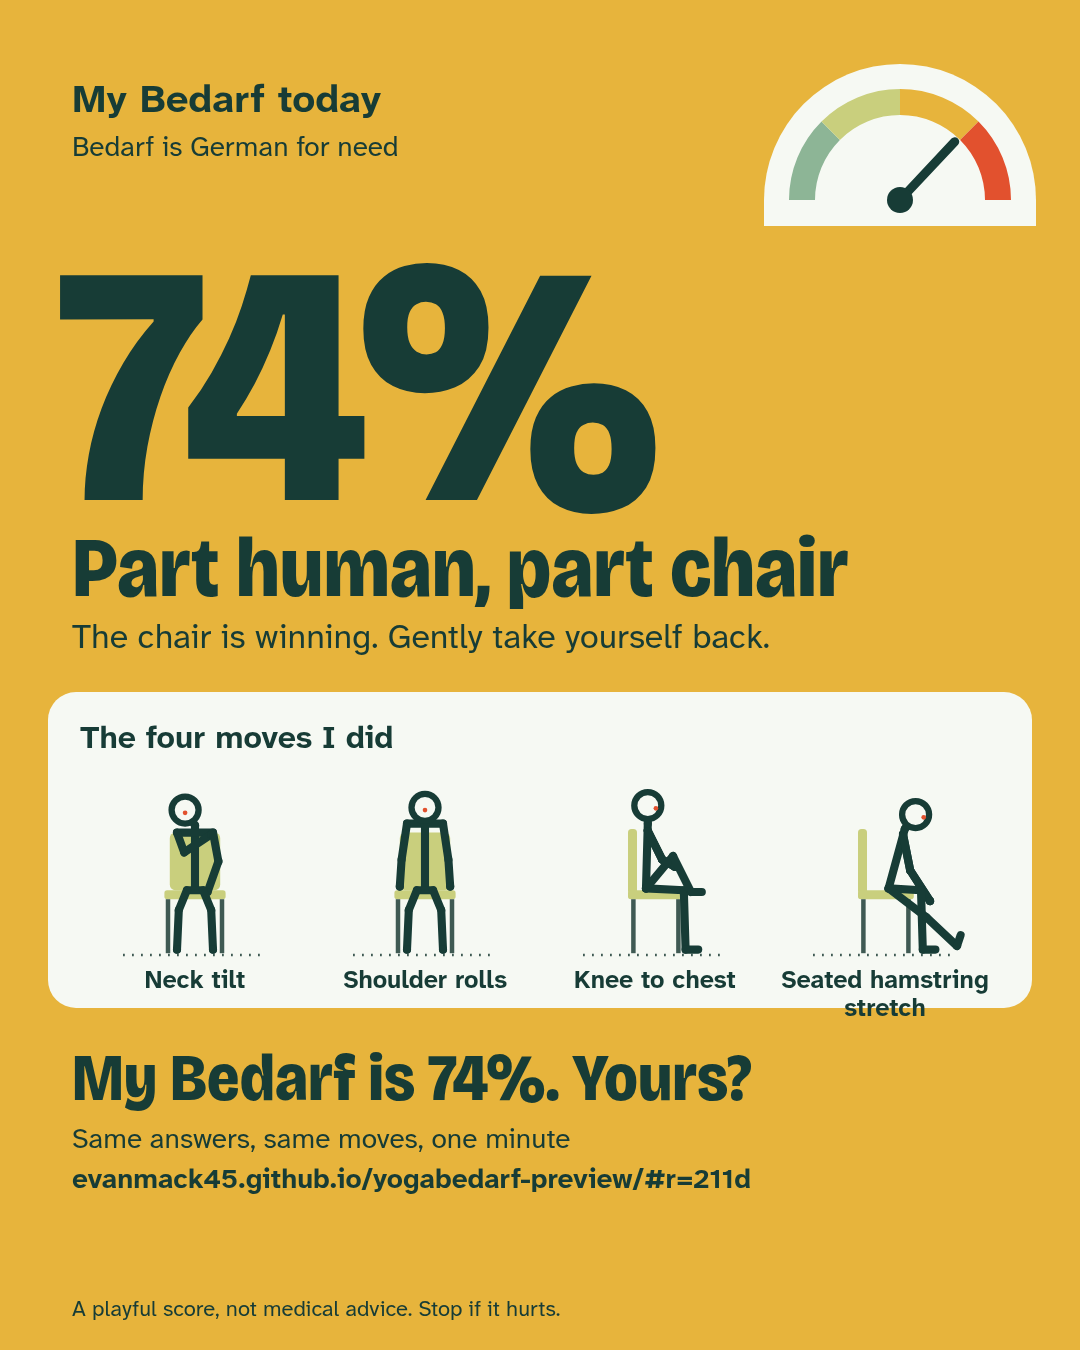 My Bedarf today
Bedarf is German for need
74%
Part human, part chair
The chair is winning. Gently take yourself back.
The four moves I did
Neck tilt
Shoulder rolls
Knee to chest
Seated hamstring
stretch
My Bedarf is 74%. Yours?
Same answers, same moves, one minute
evanmack45.github.io/yogabedarf-preview/#r=211d
A playful score, not medical advice. Stop if it hurts.